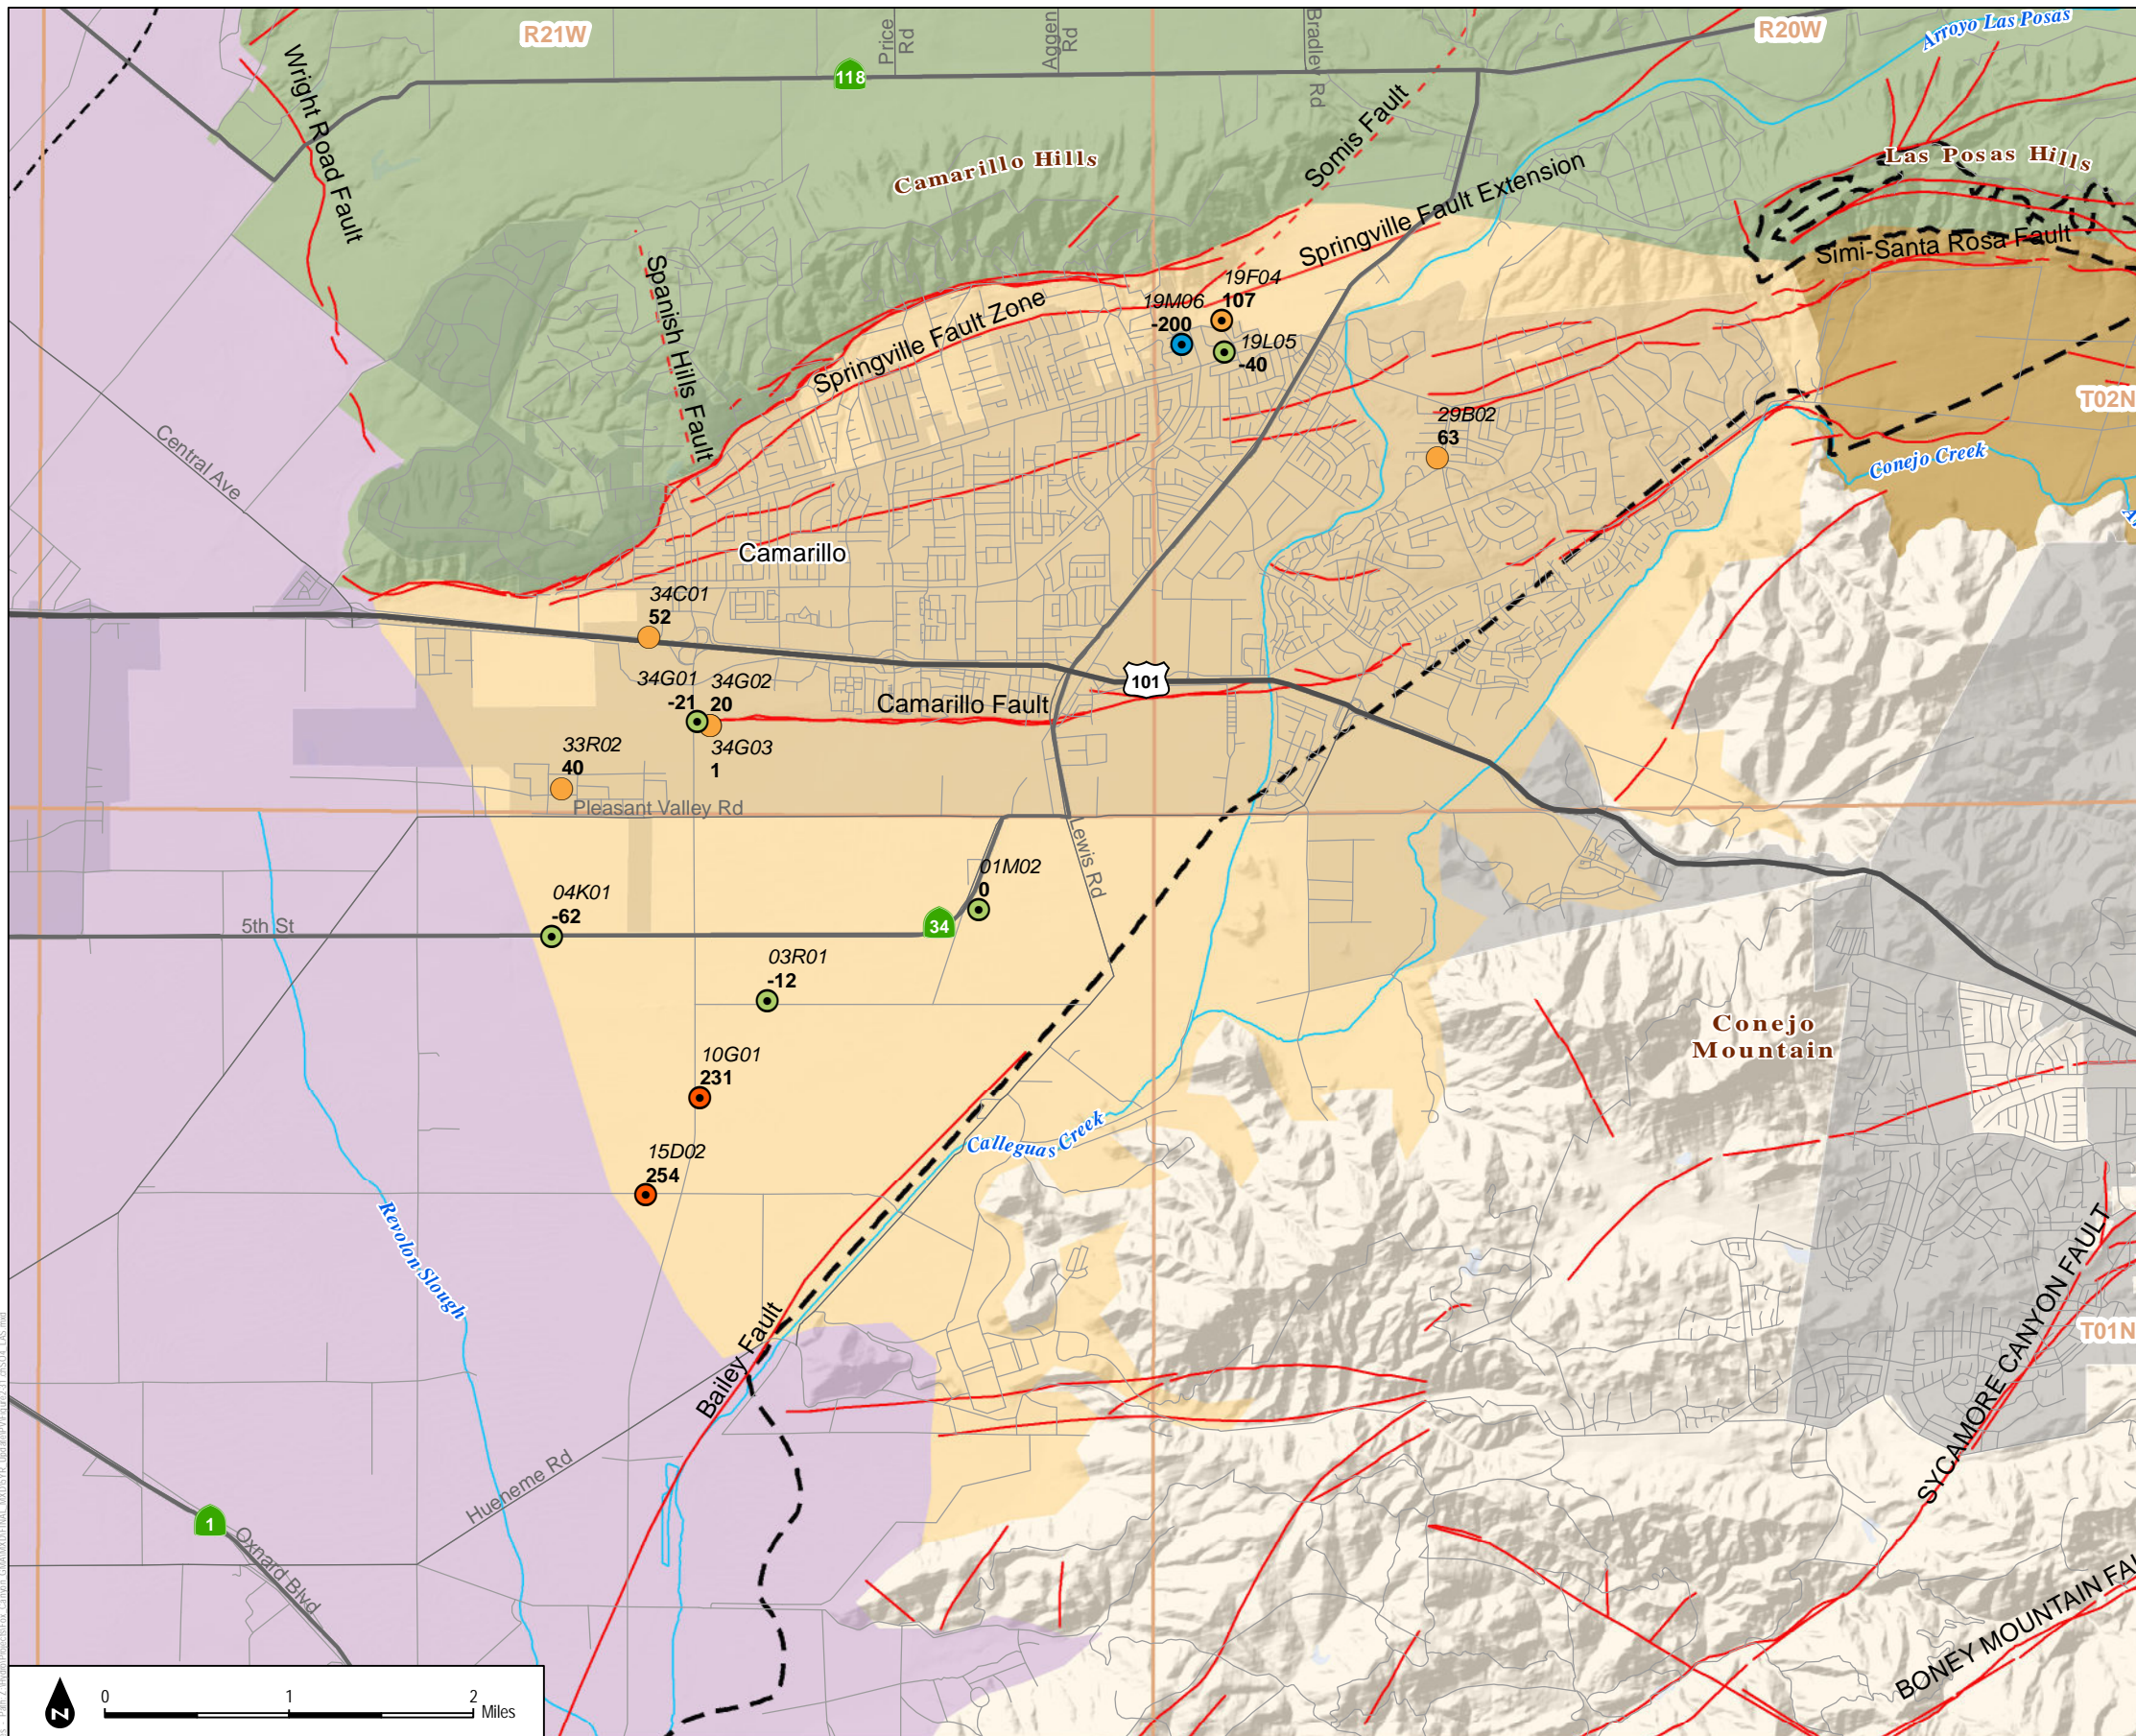 R21W
Price
Rd
Aggen
Rd
Bradley Rd
R20W
Arroyo Las Posas
118
Wright Road Fault
Camarillo Hills
Somis Fault
Las Posas Hills
Springville Fault Extension
Simi-Santa Rosa Fault
Spanish Hills Fault
Springville Fault Zone
19F04
107
19M06
-200
19L05
-40
T02N
29B02
63
Central Ave
Conejo Creek
Camarillo
34C01
52
101
34G01
-21
34G02
20
Camarillo Fault
34G03
1
33R02
40
Pleasant Valley Rd
Lewis Rd
01M02
0
04K01
-62
34
5th St
03R01
-12
Conejo
Mountain
10G01
231
Calleguas Creek
15D02
254
Revolon Slough
SYCAMORE CANYON FAULT
T01N
Bailey Fault
Hueneme Rd
1
Oxnard Blvd
BONEY MOUNTAIN FA
N
0 1 2
Miles